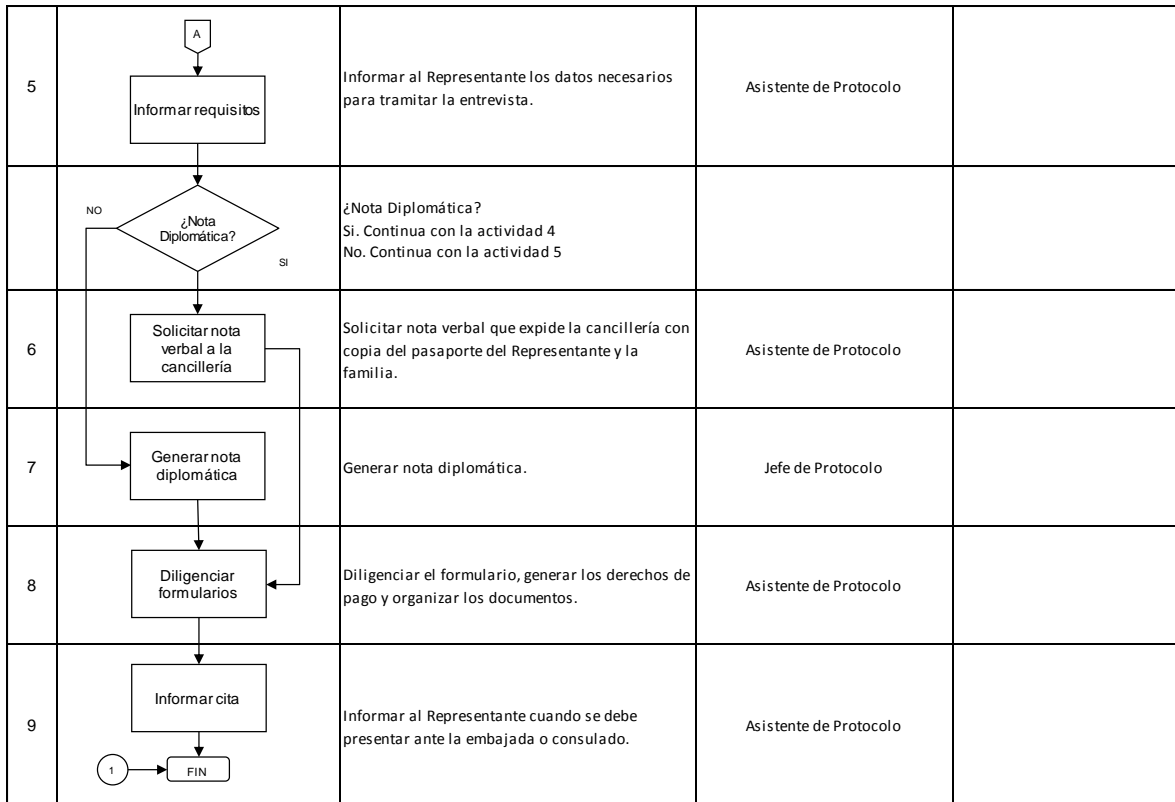 A
5
Informar requisitos
Informar al Representante los datos necesarios
para tramitar la entrevista.
Asistente de Protocolo
NO
¿Nota
Diplomática?
SI
¿Nota Diplomática?
Si. Continua con la actividad 4
No. Continua con la actividad 5
6
Solicitar nota
verbal a la
cancillería
Solicitar nota verbal que expide la cancillería con
copia del pasaporte del Representante y la
familia.
Asistente de Protocolo
7
Generar nota
diplomática
Generar nota diplomática.
Jefe de Protocolo
8
Diligenciar
formularios
Diligenciar el formulario, generar los derechos de
pago y organizar los documentos.
Asistente de Protocolo
9
Informar cita
Informar al Representante cuando se debe
presentar ante la embajada o consulado.
Asistente de Protocolo
1
FIN